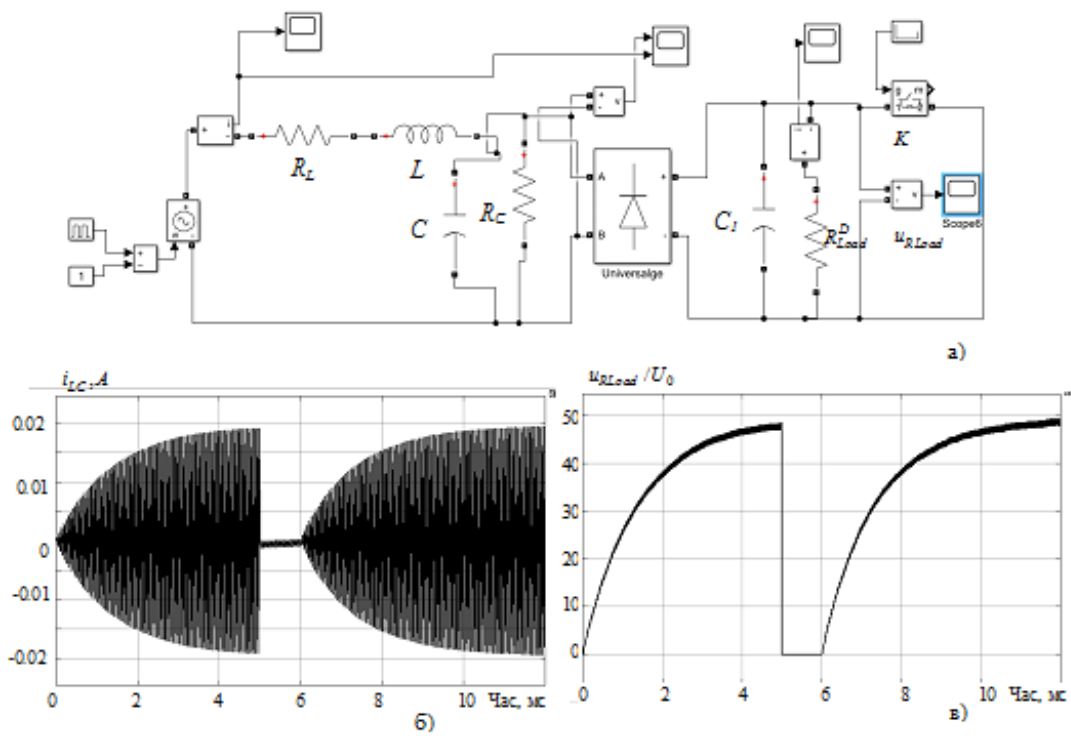 R_L
L
C
R_C
A
B
+
-
Universalge
C_I
R^D_Load
K
u_RLoad
Scope6
1
а)
i_LC, A
0.02
0.01
0
-0.01
-0.02
0 2 4 6 8 10 Час, мс
б)
u_RLoad /U_0
50
40
30
20
10
0
0 2 4 6 8 10 Час, мс
в)